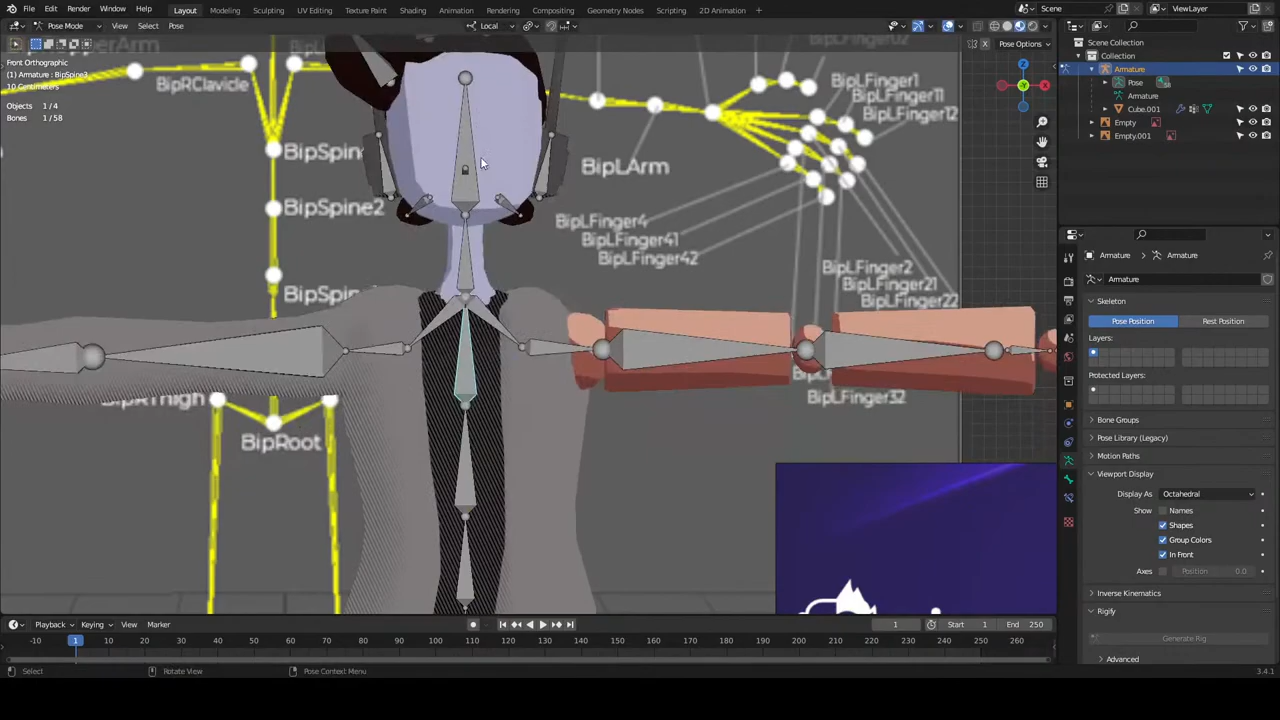 File Edit Render Window Help Layout Modeling Sculpting UV Editing Texture Paint Shading Animation Rendering Compositing Geometry Nodes Scripting 2D Animation + Scene ViewLayer
Pose Mode View Select Pose Local
Pose Options
Front Orthographic
(1) Armature : BipSpine3
10 Centimeters
Objects 1/4
Bones 1/58
BipRClavicle
BipLFinger1
BipLFinger11
BipLFinger12
BipSpin
BipLArm
BipSpine2
BipLFinger4
BipLFinger41
BipLFinger42
BipLFinger2
BipLFinger21
BipLFinger22
BipSpi
BipLFinger32
BipRThigh
BipRoot
Scene Collection
Collection
Armature
Pose
Armature
Cube.001
Empty
Empty.001
Armature Armature
Armature
Skeleton
Pose Position Rest Position
Layers:
Protected Layers:
Bone Groups
Pose Library (Legacy)
Motion Paths
Viewport Display
Display As Octahedral
Show Names
Shapes
Group Colors
In Front
Axes Position 0.0
Inverse Kinematics
Rigify
Generate Rig
Advanced
Playback Keying View Marker 1 Start 1 End 250
-10 1 10 20 30 40 50 60 70 80 90 100 110 120 130 140 150 160 170 180 190 200 210 220 230 240 250 260
Select Rotate View Pose Context Menu 3.4.1